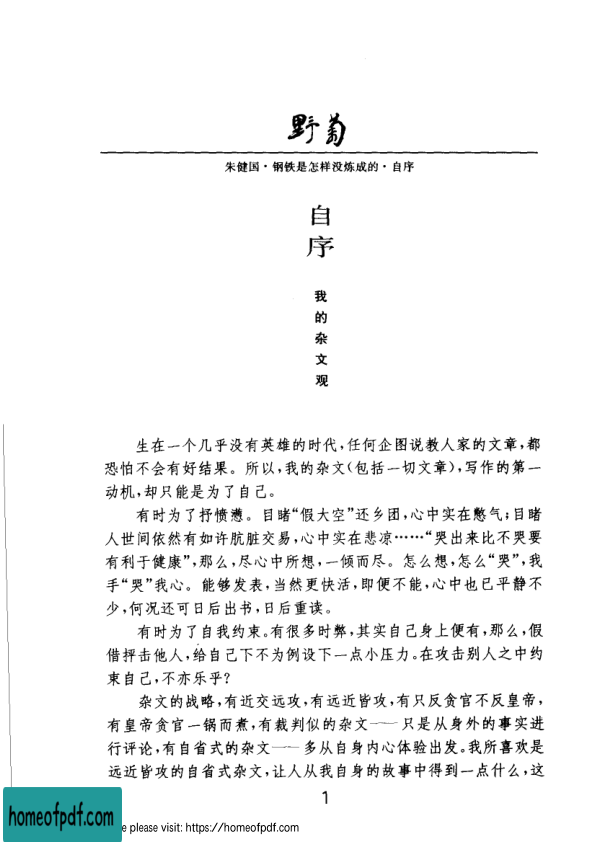 野菊
朱健国·钢铁是怎样没炼成的·自序
自序
我的杂文观
生在一个几乎没有英雄的时代，任何企图说教人家的文章，都
恐怕不会有好结果。所以，我的杂文（包括一切文章），写作的第一
动机，却只能是为了自己。
有时为了抒愤懑。目睹“假大空”还乡团，心中实在憋气；目睹
人世间依然有如许肮脏交易，心中实在悲凉……“哭出来比不哭要
有利于健康”，那么，尽心中所想，一倾而尽。怎么想，怎么“哭”，我
手“哭”我心。能够发表，当然更快活，即便不能，心中也已平静不
少，何况还可日后出书，日后重读。
有时为了自我约束。有很多时弊，其实自己身上便有，那么，假
借抨击他人，给自己下不为例设下一点小压力。在攻击别人之中约
束自己，不亦乐乎？
杂文的战略，有近交远攻，有远近皆攻，有只反贪官不反皇帝，
有皇帝贪官一锅而煮，有裁判似的杂文——只是从身外的事实进
行评论，有自省式的杂文——多从自身内心体验出发。我所喜欢是
远近皆攻的自省式杂文，让人从我自身的故事中得到一点什么，这
1
homeofpdf.com
e please visit: https://homeofpdf.com